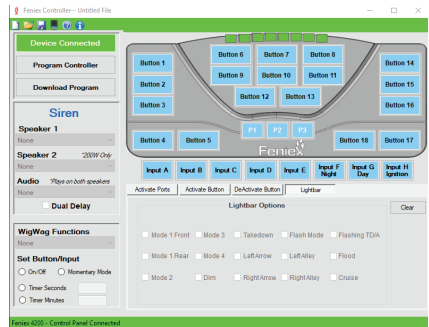 Feniex Controller-- Untitled File
Device Connected
Program Controller
Download Program
Siren
Speaker 1
None
Speaker 2 *200W Only
None
Audio *Plays on both speakers
None
Dual Delay
WigWag Functions
None
Set Button/Input
On/Off Momentary Mode
Timer Seconds
Timer Minutes
Button 1
Button 2
Button 3
Button 4 Button 5
Button 6 Button 7 Button 8
Button 9 Button 10 Button 11
Button 12 Button 13
Button 14
Button 15
Button 16
Button 18 Button 17
P1 P2 P3
Feniex
Input A Input B Input C Input D Input E Input F Night Input G Day Input H Ignition
Activate Ports Activate Button DeActivate Button Lightbar
Lightbar Options
Clear
Mode 1 Front Mode 3 Takedown Flash Mode Flashing TD/A
Mode 1 Rear Mode 4 Left Arrow Left Alley Flood
Mode 2 Dim Right Arrow Right Alley Cruise
Feniex 4200 - Control Panel Connected